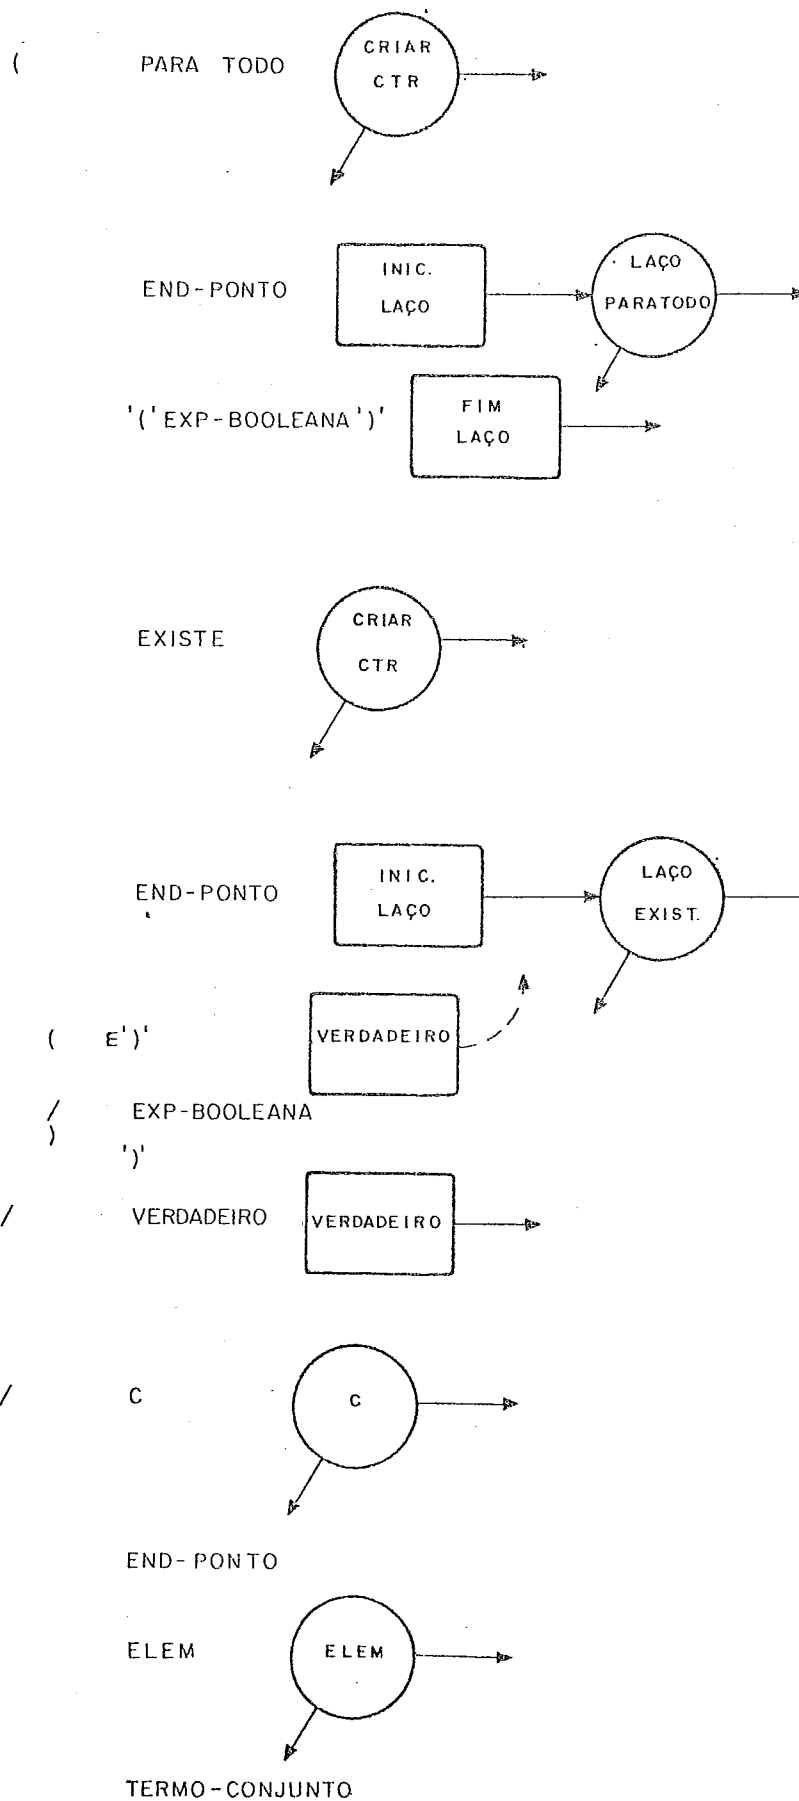 CRIAR
( PARA TODO CTR
END-PONTO INIC. LAÇO
LAÇO PARATODO
'('EXP-BOOLEANA')' FIM LAÇO
EXISTE CRIAR CTR
END-PONTO INIC. LAÇO
LAÇO EXIST.
( E')' VERDADEIRO
/ EXP-BOOLEANA
)
')'
/ VERDADEIRO VERDADEIRO
/ C C
END-PONTO
ELEM ELEM
TERMO-CONJUNTO